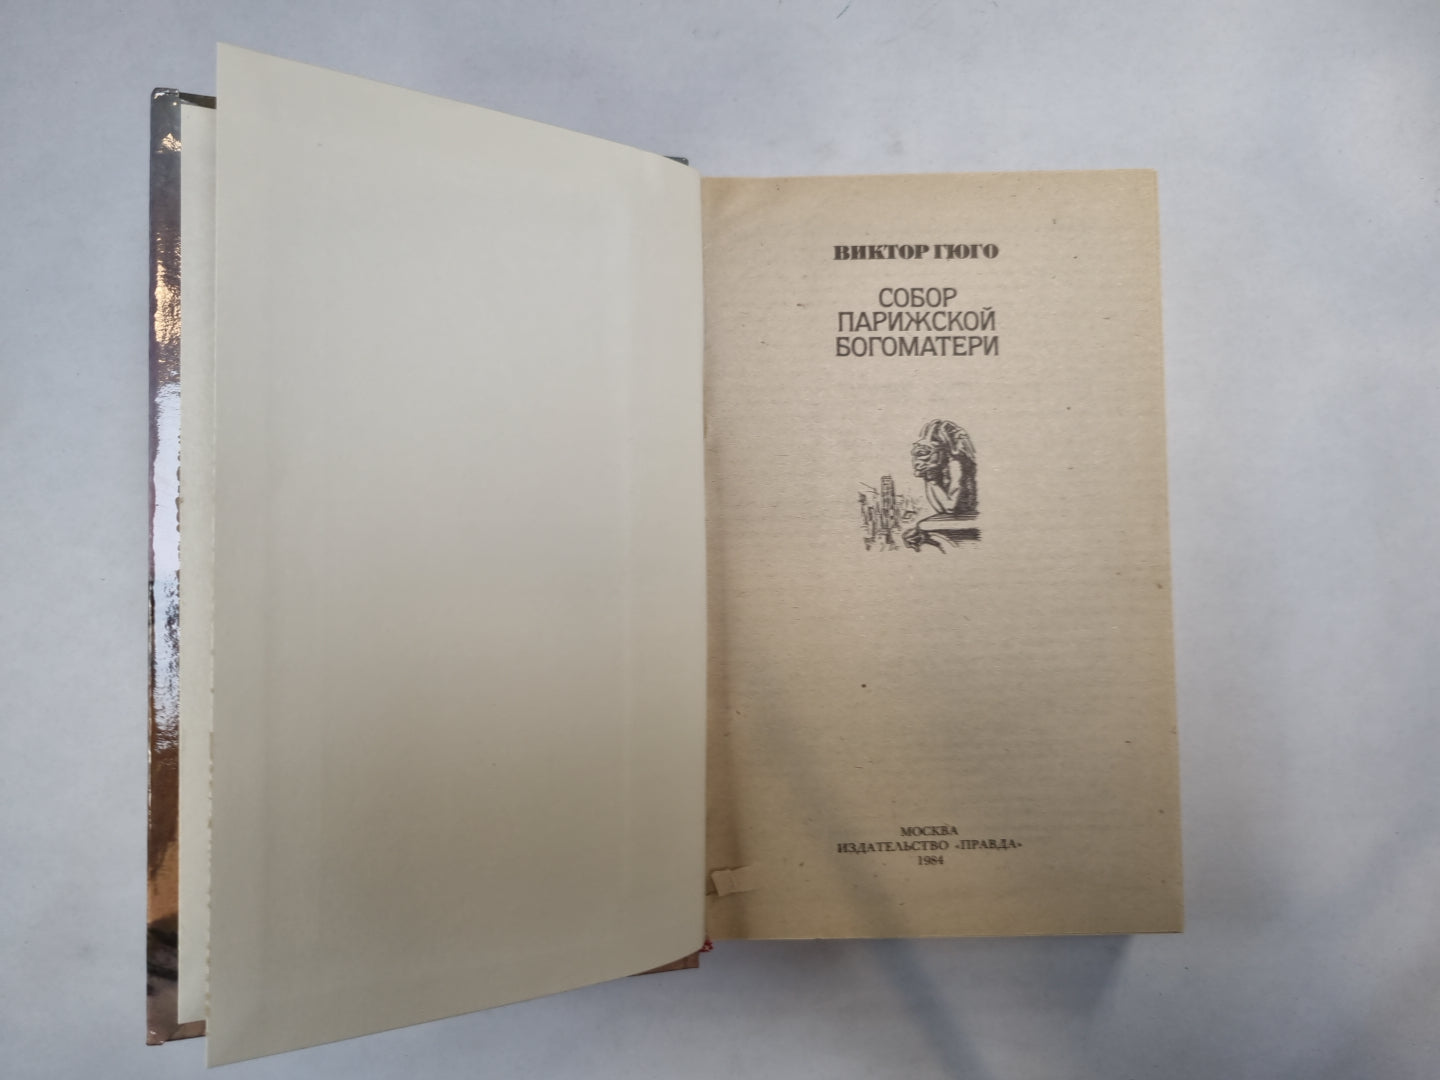 ВИКТОР ГЮГО
СОБОР
ПАРИЖСКОЙ
БОГОМАТЕРИ
МОСКВА
ИЗДАТЕЛЬСТВО «ПРАВДА»
1984